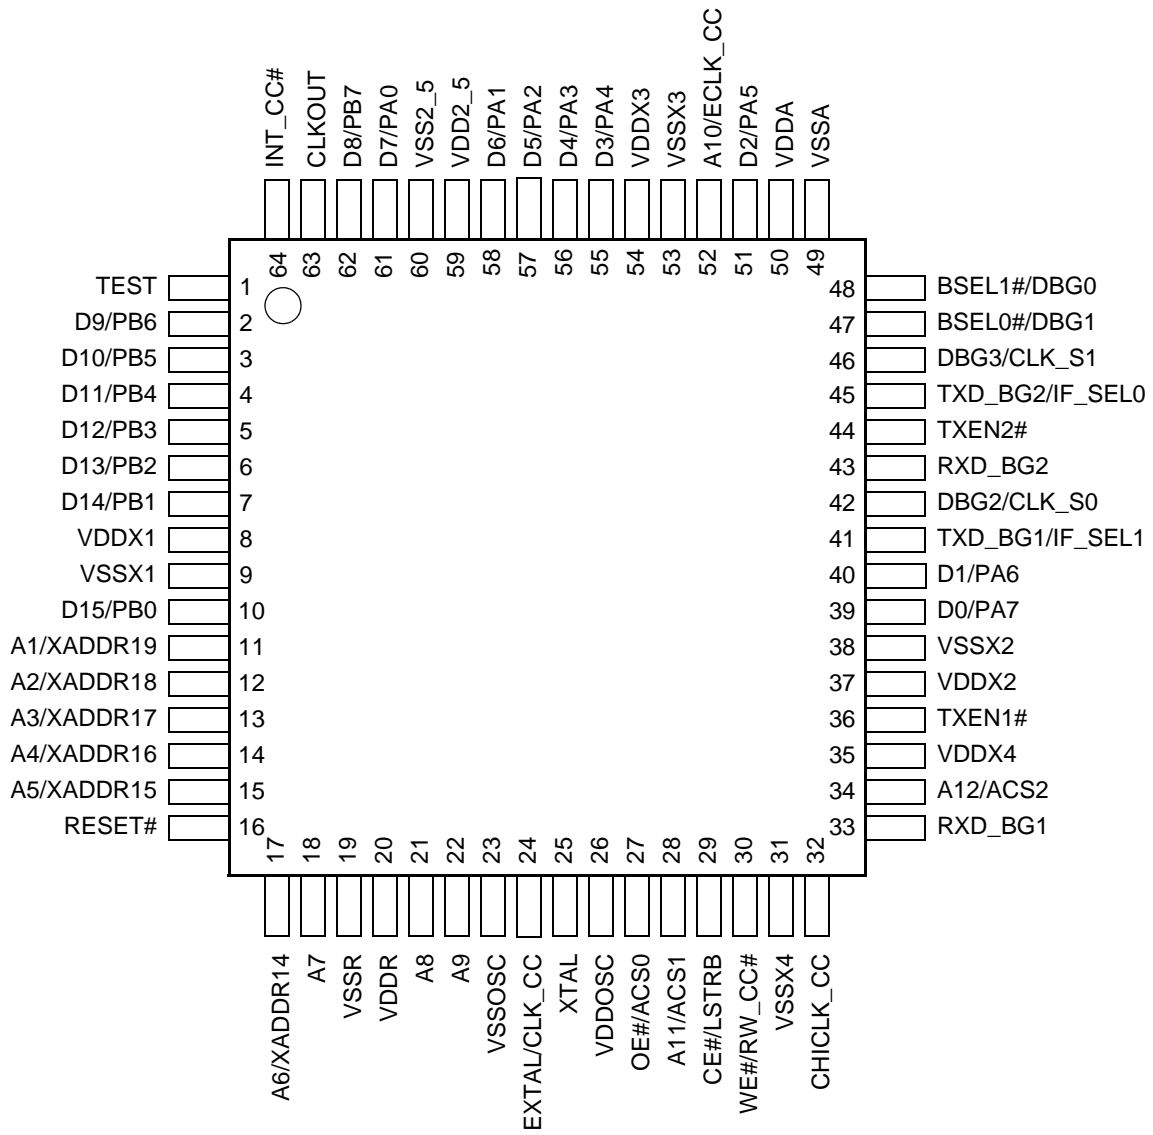 INT_CC#
CLKOUT
D8/PB7
D7/PA0
VSS2_5
VDD2_5
D6/PA1
D5/PA2
D4/PA3
D3/PA4
VDDX3
VSSX3
A10/ECLK_CC
D2/PA5
VDDA
VSSA
64
63
62
61
60
59
58
57
56
55
54
53
52
51
50
49
TEST 1
D9/PB6 2
D10/PB5 3
D11/PB4 4
D12/PB3 5
D13/PB2 6
D14/PB1 7
VDDX1 8
VSSX1 9
D15/PB0 10
A1/XADDR19 11
A2/XADDR18 12
A3/XADDR17 13
A4/XADDR16 14
A5/XADDR15 15
RESET# 16
48 BSEL1#/DBG0
47 BSEL0#/DBG1
46 DBG3/CLK_S1
45 TXD_BG2/IF_SEL0
44 TXEN2#
43 RXD_BG2
42 DBG2/CLK_S0
41 TXD_BG1/IF_SEL1
40 D1/PA6
39 D0/PA7
38 VSSX2
37 VDDX2
36 TXEN1#
35 VDDX4
34 A12/ACS2
33 RXD_BG1
17
18
19
20
21
22
23
24
25
26
27
28
29
30
31
32
A6/XADDR14
A7
VSSR
VDDR
A8
A9
VSSOSC
EXTAL/CLK_CC
XTAL
VDDOSC
OE#/ACS0
A11/ACS1
CE#/LSTRB
WE#/RW_CC#
VSSX4
CHICLK_CC